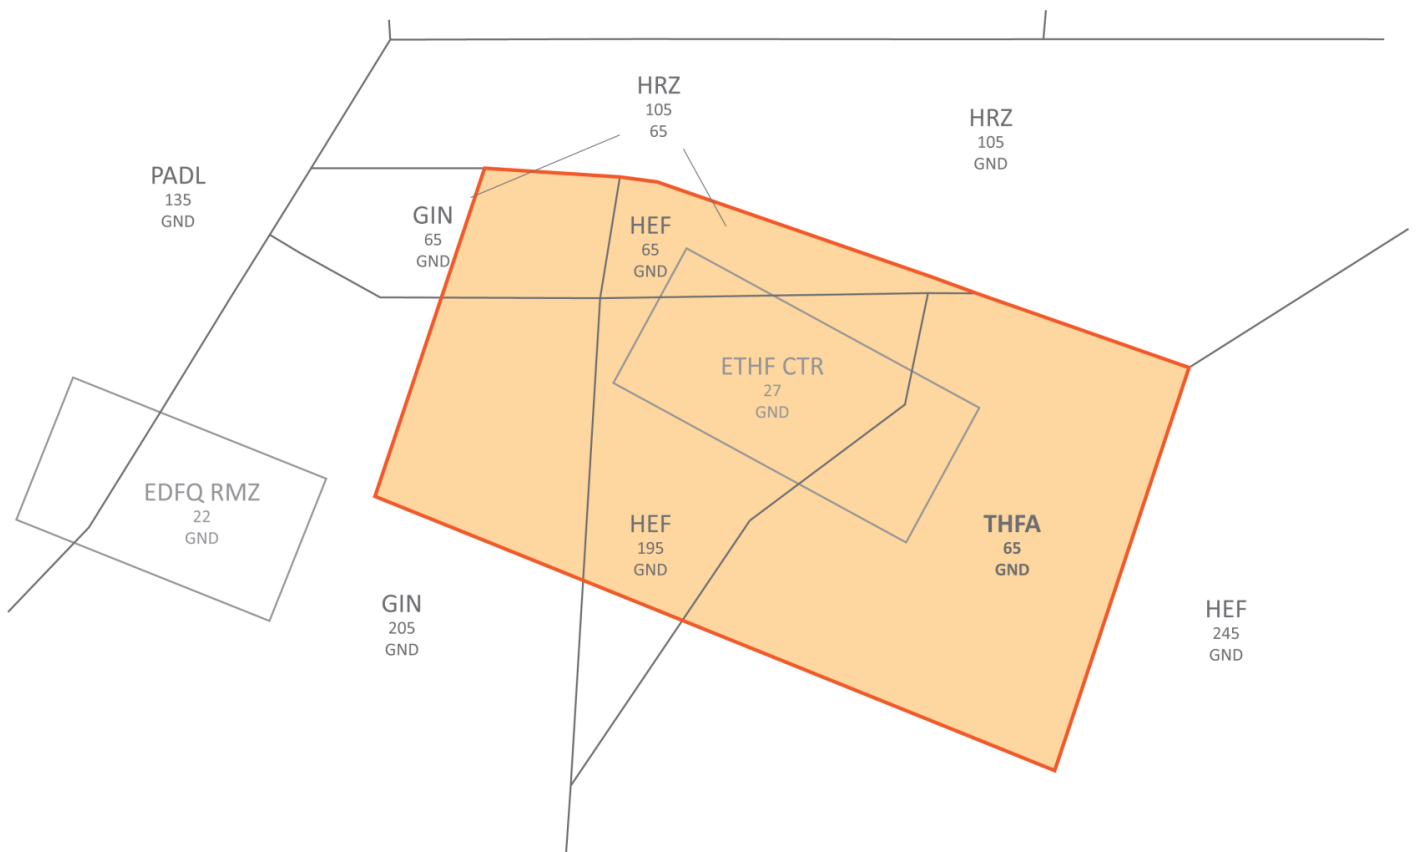 HRZ
105
65
HRZ
105
GND
PADL
135
GND
GIN
65
GND
HEF
65
GND
ETHF CTR
27
GND
EDFQ RMZ
22
GND
HEF
195
GND
THFA
65
GND
GIN
205
GND
HEF
245
GND